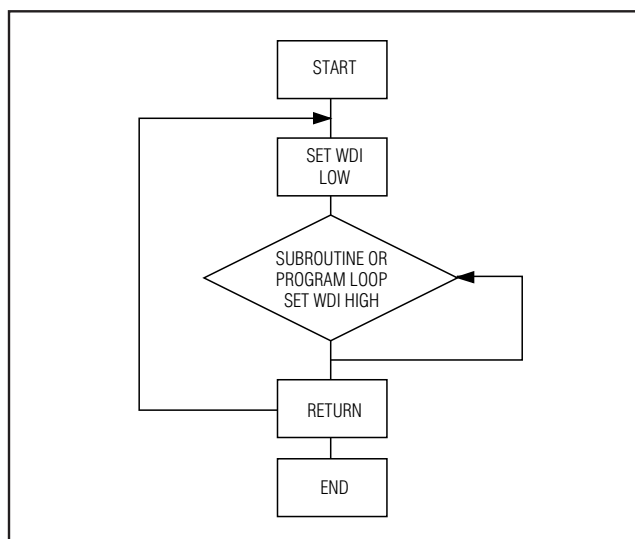 START
SET WDI
LOW
SUBROUTINE OR
PROGRAM LOOP
SET WDI HIGH
RETURN
END